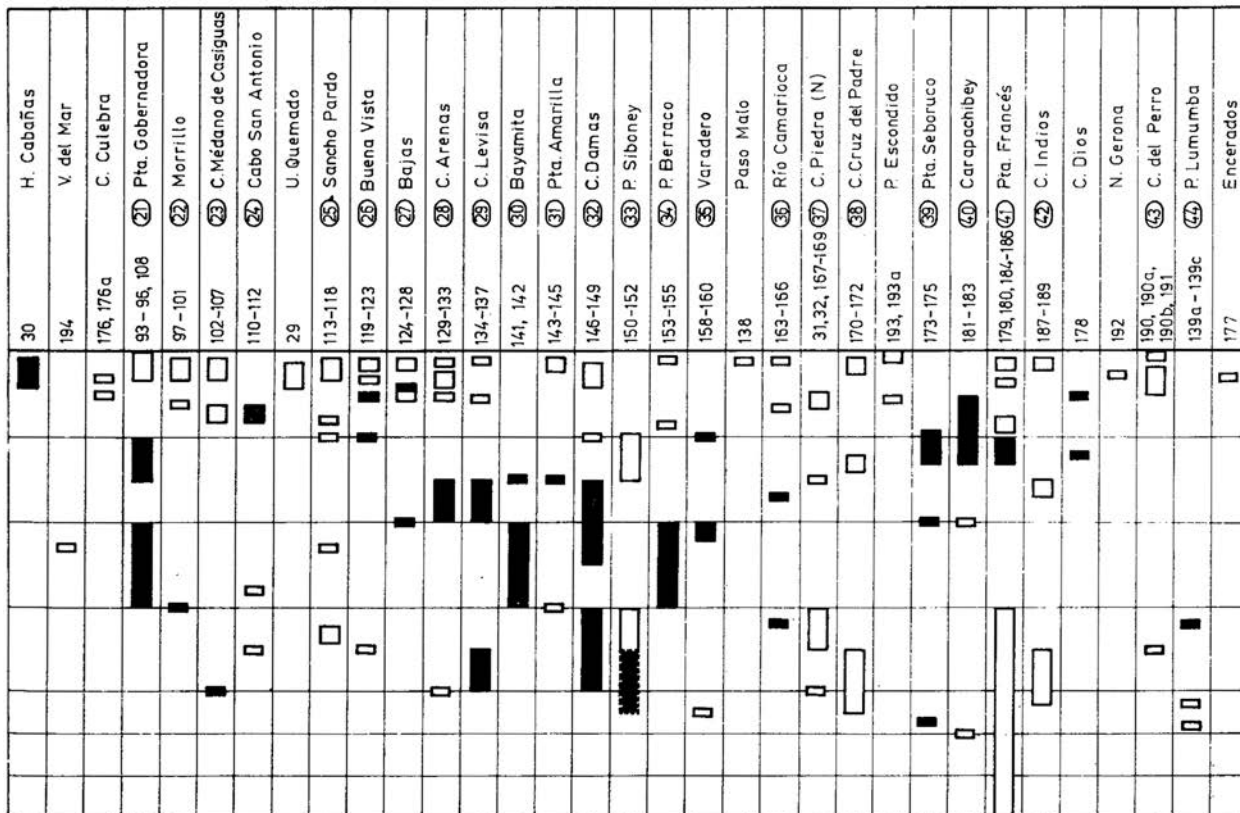 30 H. Cabañas
194 V. del Mar
176, 176a C. Culebra
93-96, 108 21 Pta. Gobernadora
97-101 22 Morrillo
102-107 23 C. Médano de Casiguas
110-112 24 Cabo San Antonio
29 U. Quemado
113-118 25 Sancho Pardo
119-123 26 Buena Vista
124-128 27 Bajas
129-133 28 C. Arenas
134-137 29 C. Levisa
141, 142 30 Bayamita
143-145 31 Pta. Amarilla
146-149 32 C. Damas
150-152 33 P. Siboney
153-155 34 P. Berraco
158-160 35 Varadero
138 Paso Malo
163-166 36 Río Camarioca
31, 32, 167-169 37 C. Piedra (N)
170-172 38 C. Cruz del Padre
193, 193a P. Escondido
173-175 39 Pta. Seboruco
181-183 40 Carapachibey
179, 180, 184-186 41 Pta. Francés
187-189 42 C. Indios
178 C. Dios
192 N. Gerona
190, 190a,
190b, 191 43 C. del Perro
139a-139c 44 P. Lumumba
177 Encerados